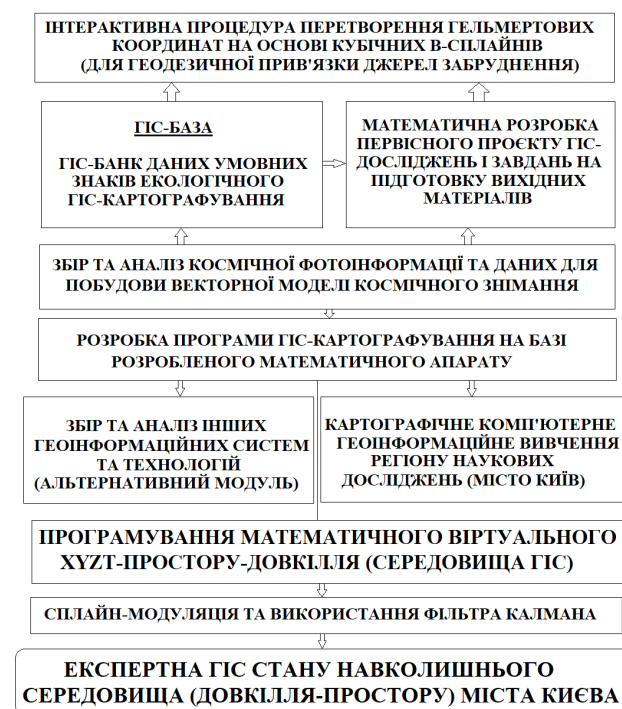 ІНТЕРАКТИВНА ПРОЦЕДУРА ПЕРЕТВОРЕННЯ ГЕЛЬМЕРТОВИХ
КООРДИНАТ НА ОСНОВІ КУБІЧНИХ В-СПЛАЙНІВ
(ДЛЯ ГЕОДЕЗИЧНОЇ ПРИВ'ЯЗКИ ДЖЕРЕЛ ЗАБРУДНЕННЯ)
ГІС-БАЗА
ГІС-БАНК ДАНИХ УМОВНИХ
ЗНАКІВ ЕКОЛОГІЧНОГО
ГІС-КАРТОГРАФУВАННЯ
МАТЕМАТИЧНА РОЗРОБКА
ПЕРВІСНОГО ПРОЄКТУ ГІС-
ДОСЛІДЖЕНЬ І ЗАВДАНЬ НА
ПІДГОТОВКУ ВИХІДНИХ
МАТЕРІАЛІВ
ЗБІР ТА АНАЛІЗ КОСМІЧНОЇ ФОТОІНФОРМАЦІЇ ТА ДАНИХ ДЛЯ
ПОБУДОВИ ВЕКТОРНОЇ МОДЕЛІ КОСМІЧНОГО ЗНІМАННЯ
РОЗРОБКА ПРОГРАМИ ГІС-КАРТОГРАФУВАННЯ НА БАЗІ
РОЗРОБЛЕНОГО МАТЕМАТИЧНОГО АПАРАТУ
ЗБІР ТА АНАЛІЗ ІНШИХ
ГЕОІНФОРМАЦІЙНИХ СИСТЕМ
ТА ТЕХНОЛОГІЙ
(АЛЬТЕРНАТИВНИЙ МОДУЛЬ)
КАРТОГРАФІЧНЕ КОМП'ЮТЕРНЕ
ГЕОІНФОРМАЦІЙНЕ ВИВЧЕННЯ
РЕГІОНУ НАУКОВИХ
ДОСЛІДЖЕНЬ (МІСТО КИЇВ)
ПРОГРАМУВАННЯ МАТЕМАТИЧНОГО ВІРТУАЛЬНОГО
XYZT-ПРОСТОРУ-ДОВКІЛЛЯ (СЕРЕДОВИЩА ГІС)
СПЛАЙН-МОДУЛЯЦІЯ ТА ВИКОРИСТАННЯ ФІЛЬТРА КАЛМАНА
ЕКСПЕРТНА ГІС СТАНУ НАВКОЛИШНЬОГО
СЕРЕДОВИЩА (ДОВКІЛЛЯ-ПРОСТОРУ) МІСТА КИЄВА